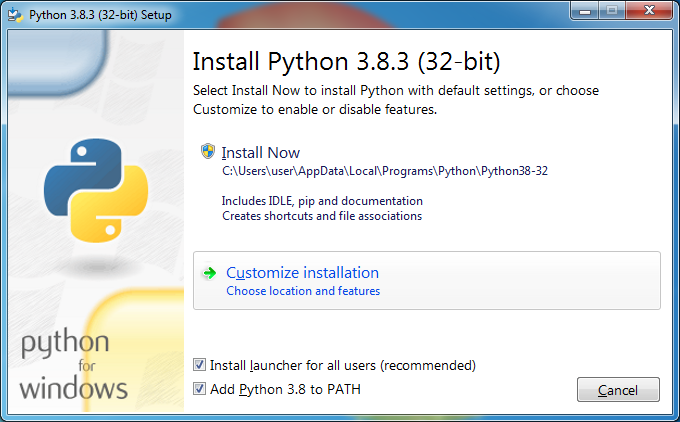 Python 3.8.3 (32-bit) Setup
Install Python 3.8.3 (32-bit)
Select Install Now to install Python with default settings, or choose
Customize to enable or disable features.
Install Now
C:\Users\user\AppData\Local\Programs\Python\Python38-32
Includes IDLE, pip and documentation
Creates shortcuts and file associations
Customize installation
Choose location and features
python
for
windows
Install launcher for all users (recommended)
Add Python 3.8 to PATH
Cancel